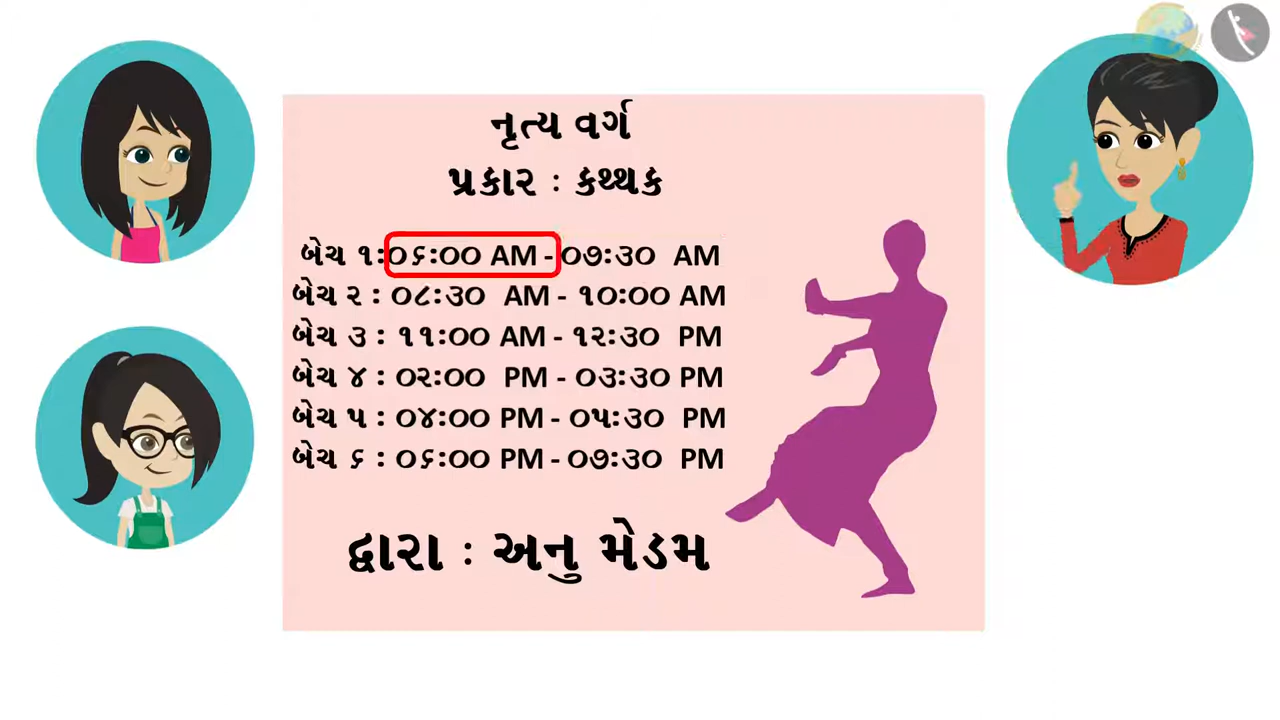 નૃત્ય વર્ગ
પ્રકાર : કથ્થક
બેચ ૧:૦૬:૦૦ AM - ૦૭:૩૦ AM
બેચ ૨ : ૦૮:૩૦ AM - ૧૦:૦૦ AM
બેચ ૩ : ૧૧:૦૦ AM - ૧૨:૩૦ PM
બેચ ૪ : ૦૨:૦૦ PM - ૦૩:૩૦ PM
બેચ ૫ : ૦૪:૦૦ PM - ૦૫:૩૦ PM
બેચ ૬ : ૦૬:૦૦ PM - ૦૭:૩૦ PM
દ્વારા : અનુ મેડમ